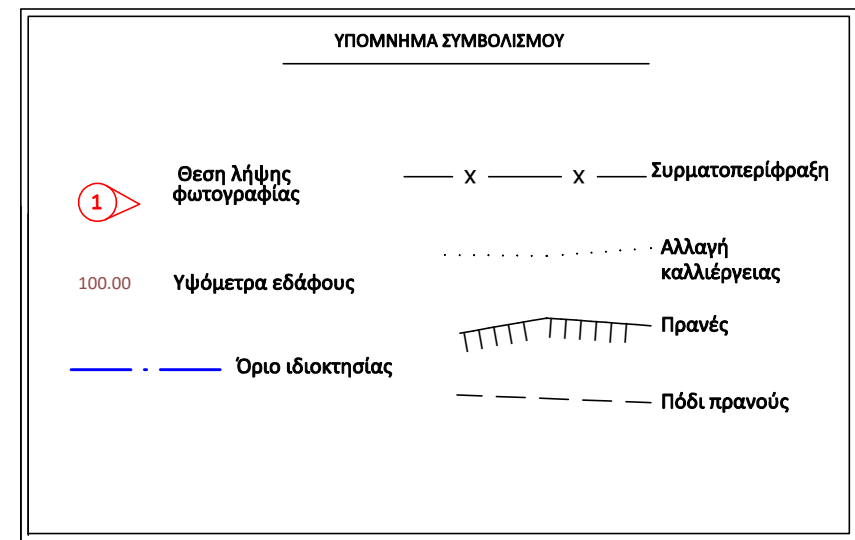 ΥΠΟΜΝΗΜΑ ΣΥΜΒΟΛΙΣΜΟΥ
1
Θεση λήψης
φωτογραφίας
100.00 Υψόμετρα εδάφους
Όριο ιδιοκτησίας
x x Συρματοπερίφραξη
Αλλαγή
καλλιέργειας
Πρανές
Πόδι πρανούς